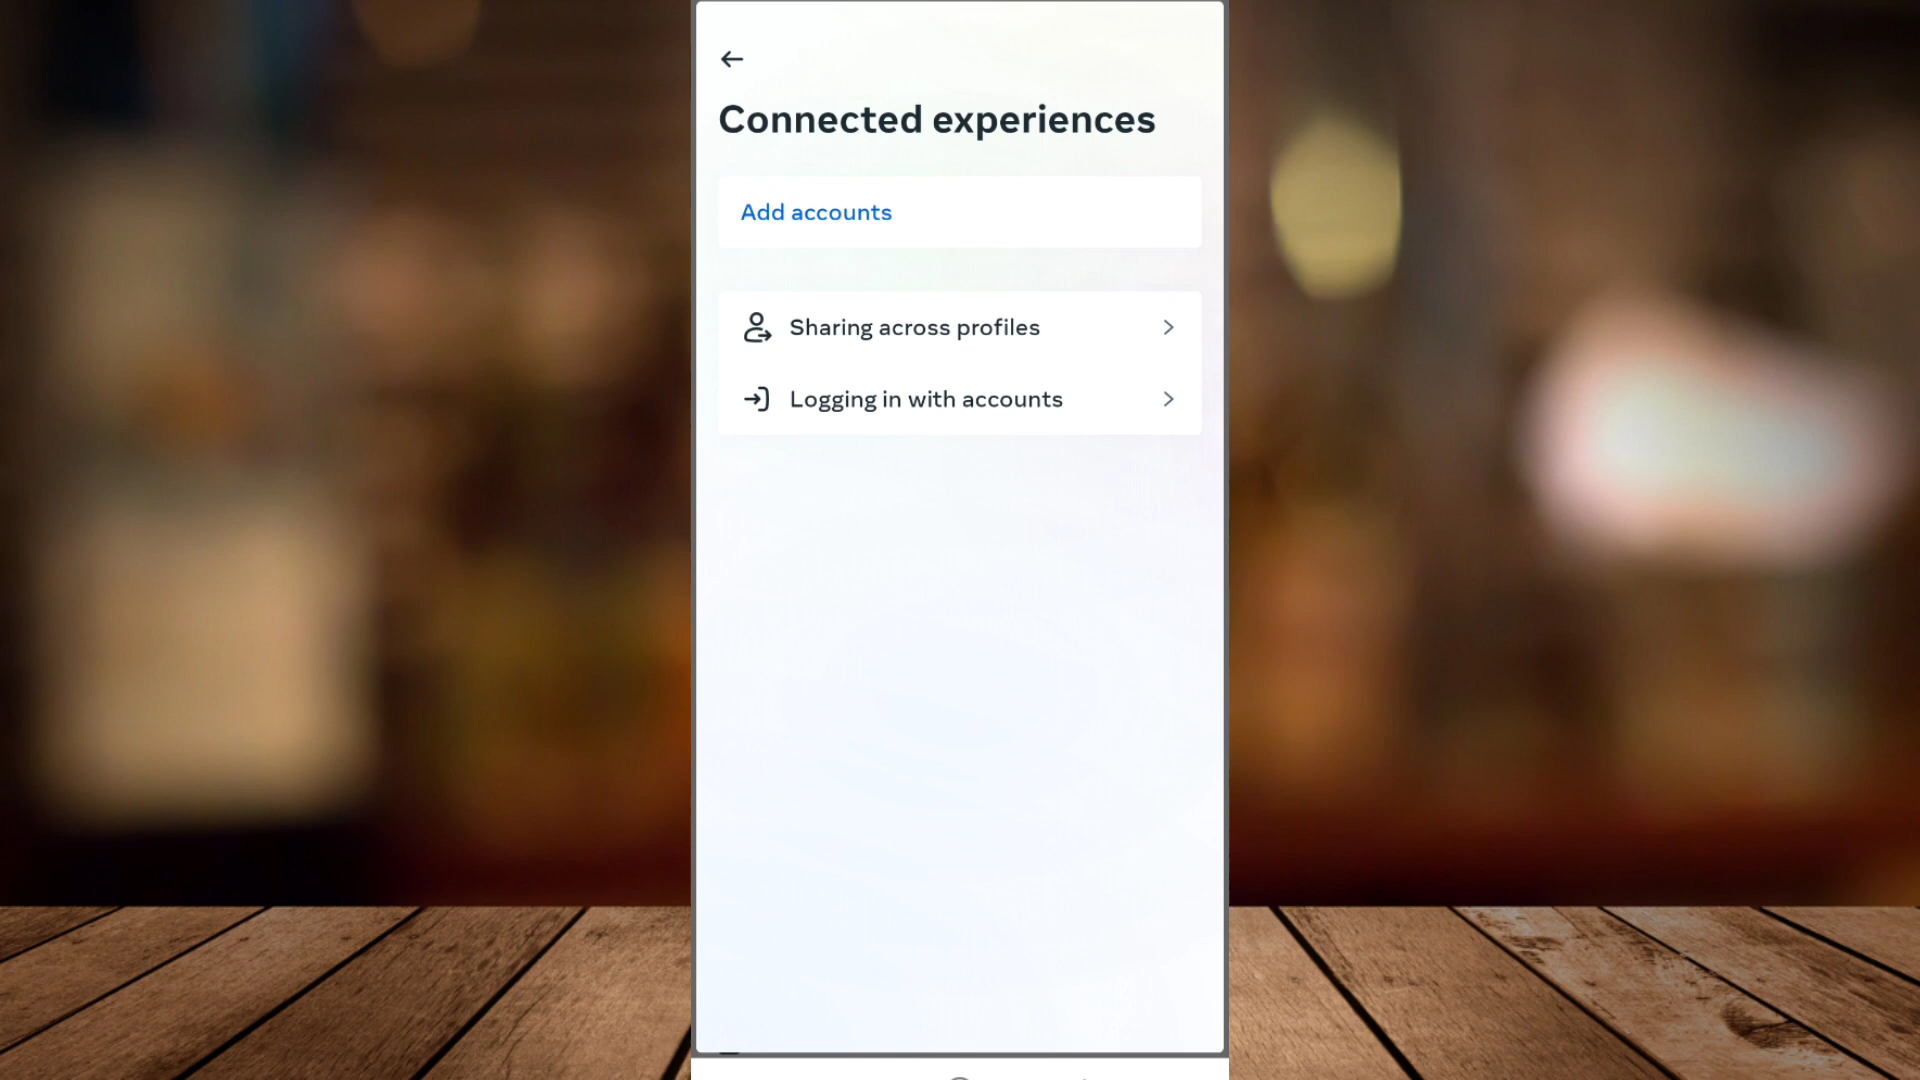 Connected experiences
Add accounts
Sharing across profiles
Logging in with accounts